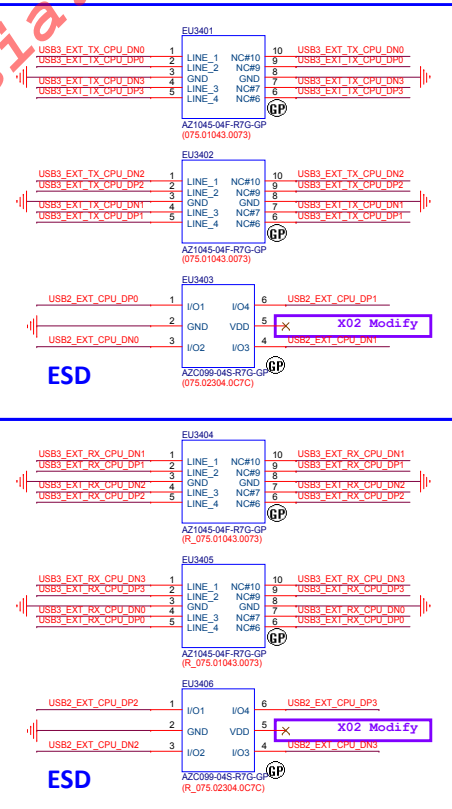 sia
EU3401
USB3_EXT_TX_CPU_DN0 1 LINE_1 NC#10 10 USB3_EXT_TX_CPU_DN0
USB3_EXT_TX_CPU_DP0 2 LINE_2 NC#9 9 USB3_EXT_TX_CPU_DP0
3 GND GND 8
USB3_EXT_TX_CPU_DN3 4 LINE_3 NC#7 7 USB3_EXT_TX_CPU_DN3
USB3_EXT_TX_CPU_DP3 5 LINE_4 NC#6 6 USB3_EXT_TX_CPU_DP3
GP
AZ1045-04F-R7G-GP
(075.01043.0073)
EU3402
USB3_EXT_TX_CPU_DN2 1 LINE_1 NC#10 10 USB3_EXT_TX_CPU_DN2
USB3_EXT_TX_CPU_DP2 2 LINE_2 NC#9 9 USB3_EXT_TX_CPU_DP2
3 GND GND 8
USB3_EXT_TX_CPU_DN1 4 LINE_3 NC#7 7 USB3_EXT_TX_CPU_DN1
USB3_EXT_TX_CPU_DP1 5 LINE_4 NC#6 6 USB3_EXT_TX_CPU_DP1
GP
AZ1045-04F-R7G-GP
(075.01043.0073)
EU3403
USB2_EXT_CPU_DP0 1 I/O1 I/O4 6 USB2_EXT_CPU_DP1
2 GND VDD 5 X02 Modify
USB2_EXT_CPU_DN0 3 I/O2 I/O3 4 USB2_EXT_CPU_DN1
GP
ESD
AZC099-04S-R7G-GP
(075.02304.0C7C)
EU3404
USB3_EXT_RX_CPU_DN1 1 LINE_1 NC#10 10 USB3_EXT_RX_CPU_DN1
USB3_EXT_RX_CPU_DP1 2 LINE_2 NC#9 9 USB3_EXT_RX_CPU_DP1
3 GND GND 8
USB3_EXT_RX_CPU_DN2 4 LINE_3 NC#7 7 USB3_EXT_RX_CPU_DN2
USB3_EXT_RX_CPU_DP2 5 LINE_4 NC#6 6 USB3_EXT_RX_CPU_DP2
GP
AZ1045-04F-R7G-GP
(R_075.01043.0073)
EU3405
USB3_EXT_RX_CPU_DN3 1 LINE_1 NC#10 10 USB3_EXT_RX_CPU_DN3
USB3_EXT_RX_CPU_DP3 2 LINE_2 NC#9 9 USB3_EXT_RX_CPU_DP3
3 GND GND 8
USB3_EXT_RX_CPU_DN0 4 LINE_3 NC#7 7 USB3_EXT_RX_CPU_DN0
USB3_EXT_RX_CPU_DP0 5 LINE_4 NC#6 6 USB3_EXT_RX_CPU_DP0
GP
AZ1045-04F-R7G-GP
(R_075.01043.0073)
EU3406
USB2_EXT_CPU_DP2 1 I/O1 I/O4 6 USB2_EXT_CPU_DP3
2 GND VDD 5 X02 Modify
USB2_EXT_CPU_DN2 3 I/O2 I/O3 4 USB2_EXT_CPU_DN3
GP
ESD
AZC099-04S-R7G-GP
(R_075.02304.0C7C)